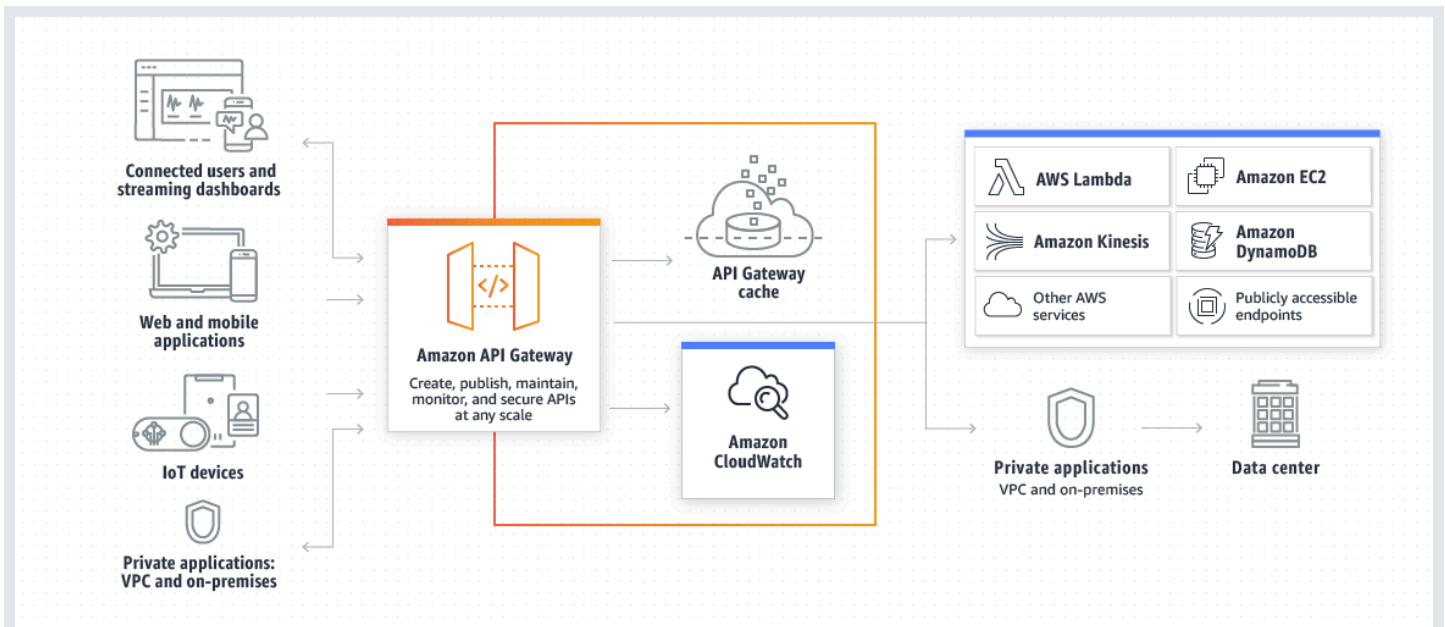 Connected users and
streaming dashboards
Web and mobile
applications
IoT devices
Private applications:
VPC and on-premises
</>
Amazon API Gateway
Create, publish, maintain,
monitor, and secure APIs
at any scale
API Gateway
cache
Amazon
CloudWatch
AWS Lambda
Amazon EC2
Amazon Kinesis
Amazon
DynamoDB
Other AWS
services
Publicly accessible
endpoints
Private applications
VPC and on-premises
Data center